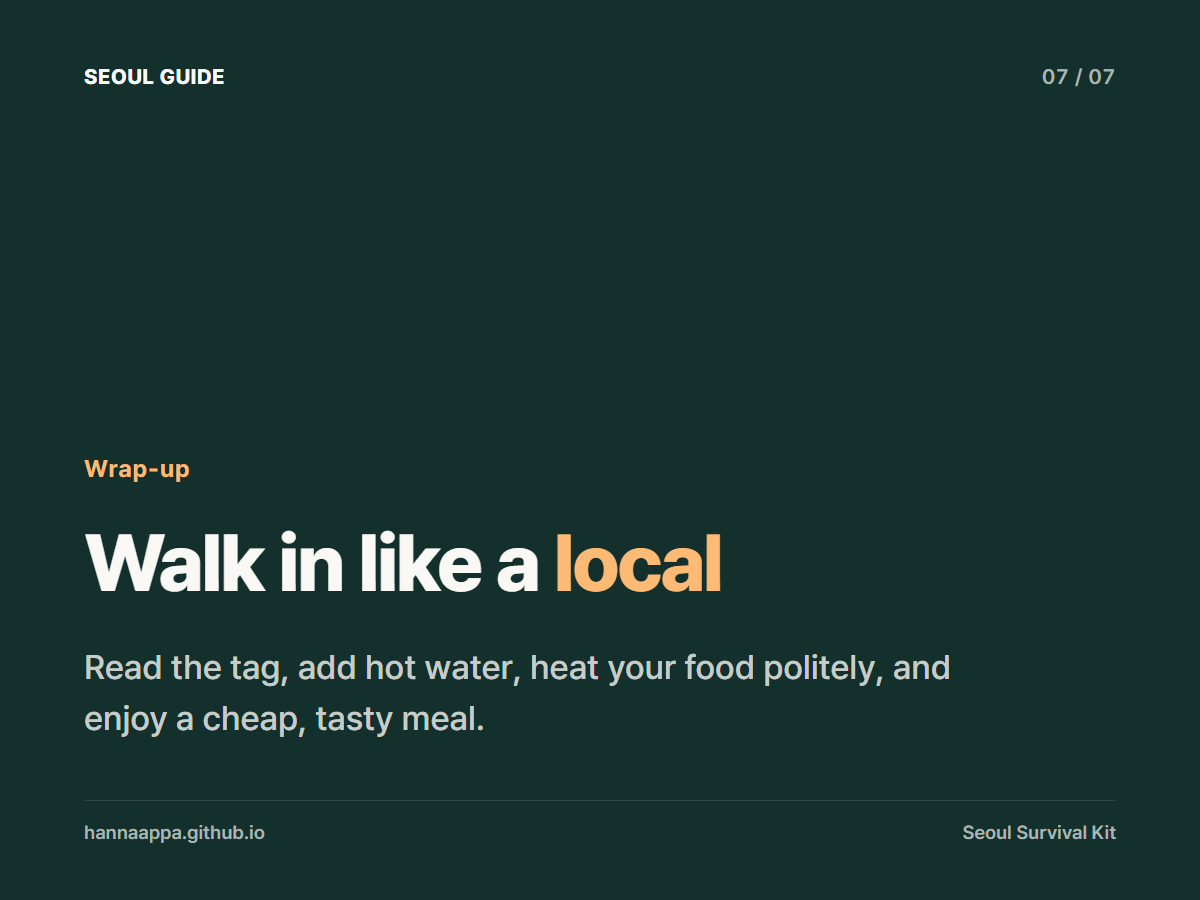 SEOUL GUIDE
07 / 07
Wrap-up
Walk in like a local
Read the tag, add hot water, heat your food politely, and
enjoy a cheap, tasty meal.
hannaappa.github.io
Seoul Survival Kit